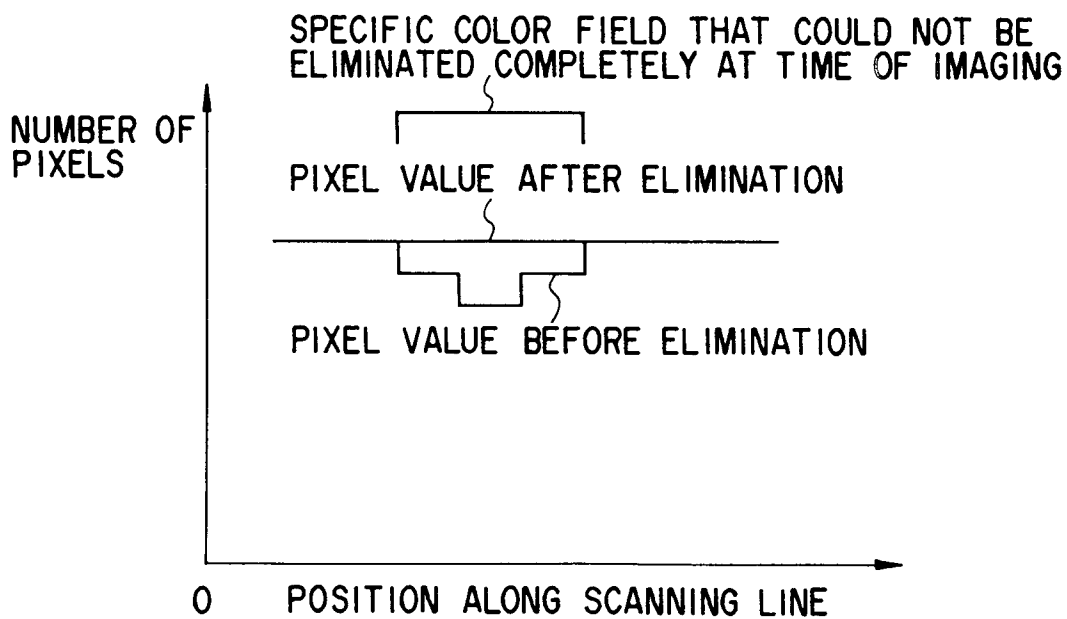 SPECIFIC COLOR FIELD THAT COULD NOT BE
ELIMINATED COMPLETELY AT TIME OF IMAGING
NUMBER OF
PIXELS
PIXEL VALUE AFTER ELIMINATION
PIXEL VALUE BEFORE ELIMINATION
0
POSITION ALONG SCANNING LINE